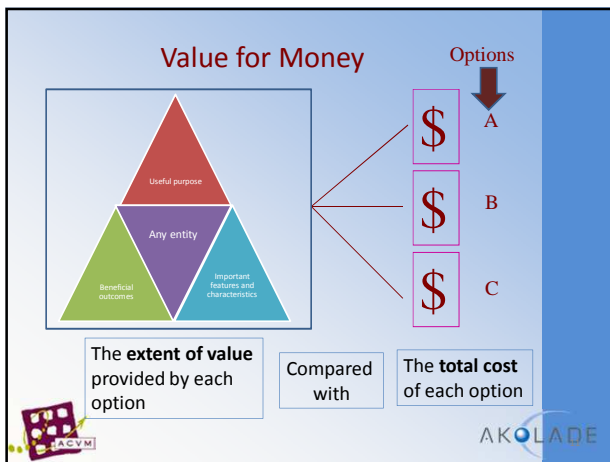 Value for Money
Options
Useful purpose
Any entity
Beneficial
outcomes
Important
features and
characteristics
$
A
$
B
$
C
The extent of value
provided by each
option
Compared
with
The total cost
of each option
ACVM
AKOLADE